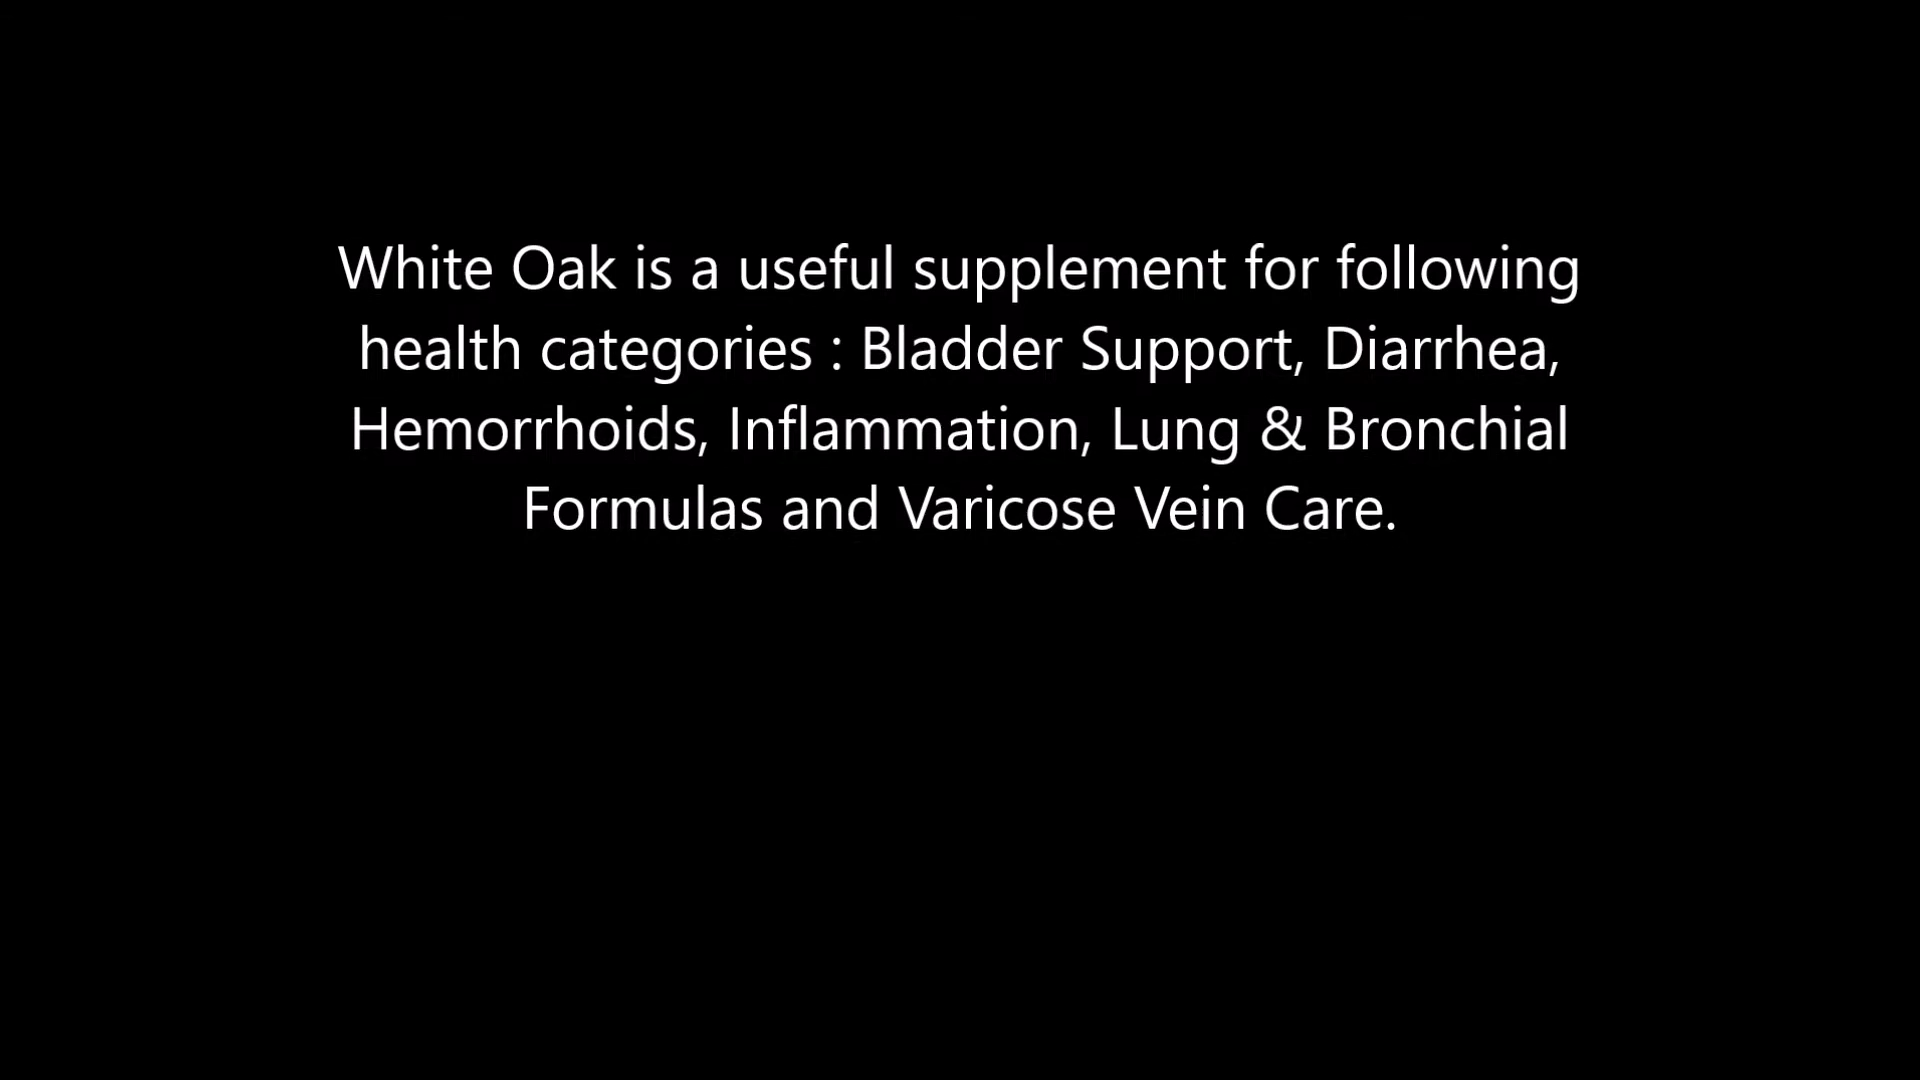 White Oak is a useful supplement for following
health categories : Bladder Support, Diarrhea,
Hemorrhoids, Inflammation, Lung & Bronchial
Formulas and Varicose Vein Care.